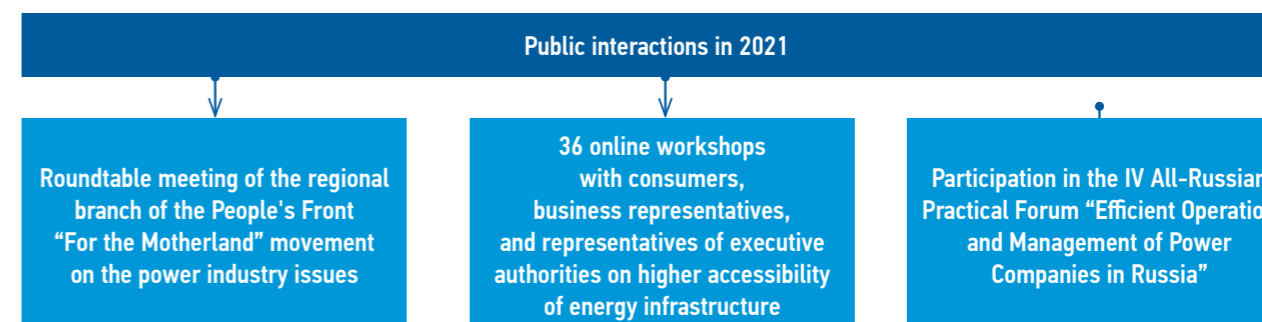 Public interactions in 2021
Roundtable meeting of the regional
branch of the People's Front
“For the Motherland” movement
on the power industry issues
36 online workshops
with consumers,
business representatives,
and representatives of executive
authorities on higher accessibility
of energy infrastructure
Participation in the IV All-Russian
Practical Forum “Efficient Operatio
and Management of Power
Companies in Russia”